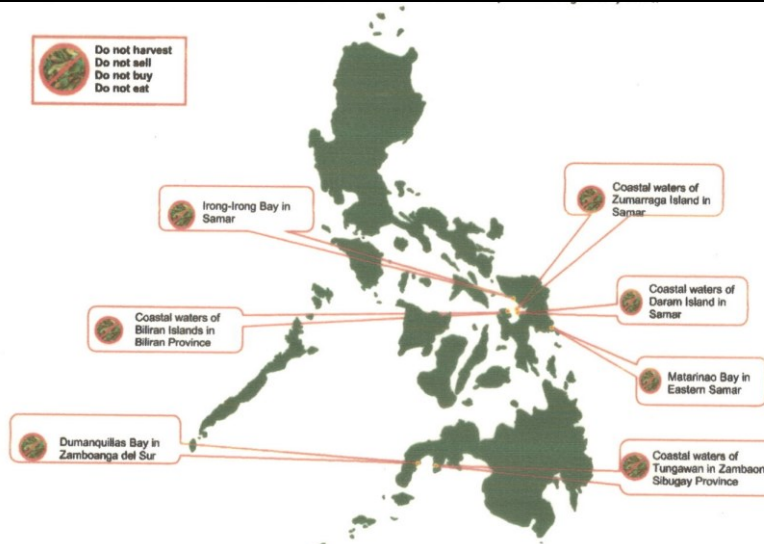 Do not harvest
Do not sell
Do not buy
Do not eat
Irong-Irong Bay in
Samar
Coastal waters of
Zumarraga Island in
Samar
Coastal waters of
Biliran Islands in
Biliran Province
Coastal waters of
Daram Island in
Samar
Matarinao Bay in
Eastern Samar
Dumanquillas Bay in
Zamboanga del Sur
Coastal waters of
Tungawan in Zambaon
Sibugay Province